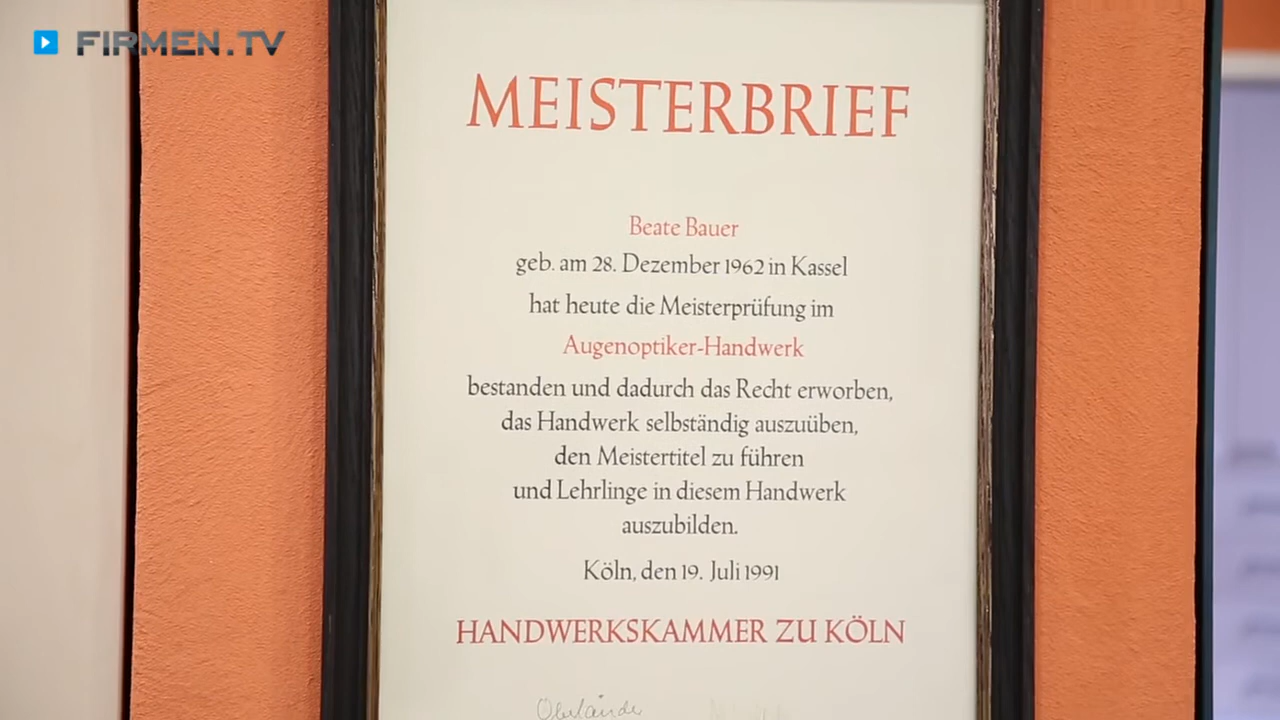 FIRMEN.TV
MEISTERBRIEF
Beate Bauer
geb. am 28. Dezember 1962 in Kassel
hat heute die Meisterprüfung im
Augenoptiker-Handwerk
bestanden und dadurch das Recht erworben,
das Handwerk selbständig auszuüben,
den Meistertitel zu führen
und Lehrlinge in diesem Handwerk
auszubilden.
Köln, den 19. Juli 1991
HANDWERKSKAMMER ZU KÖLN